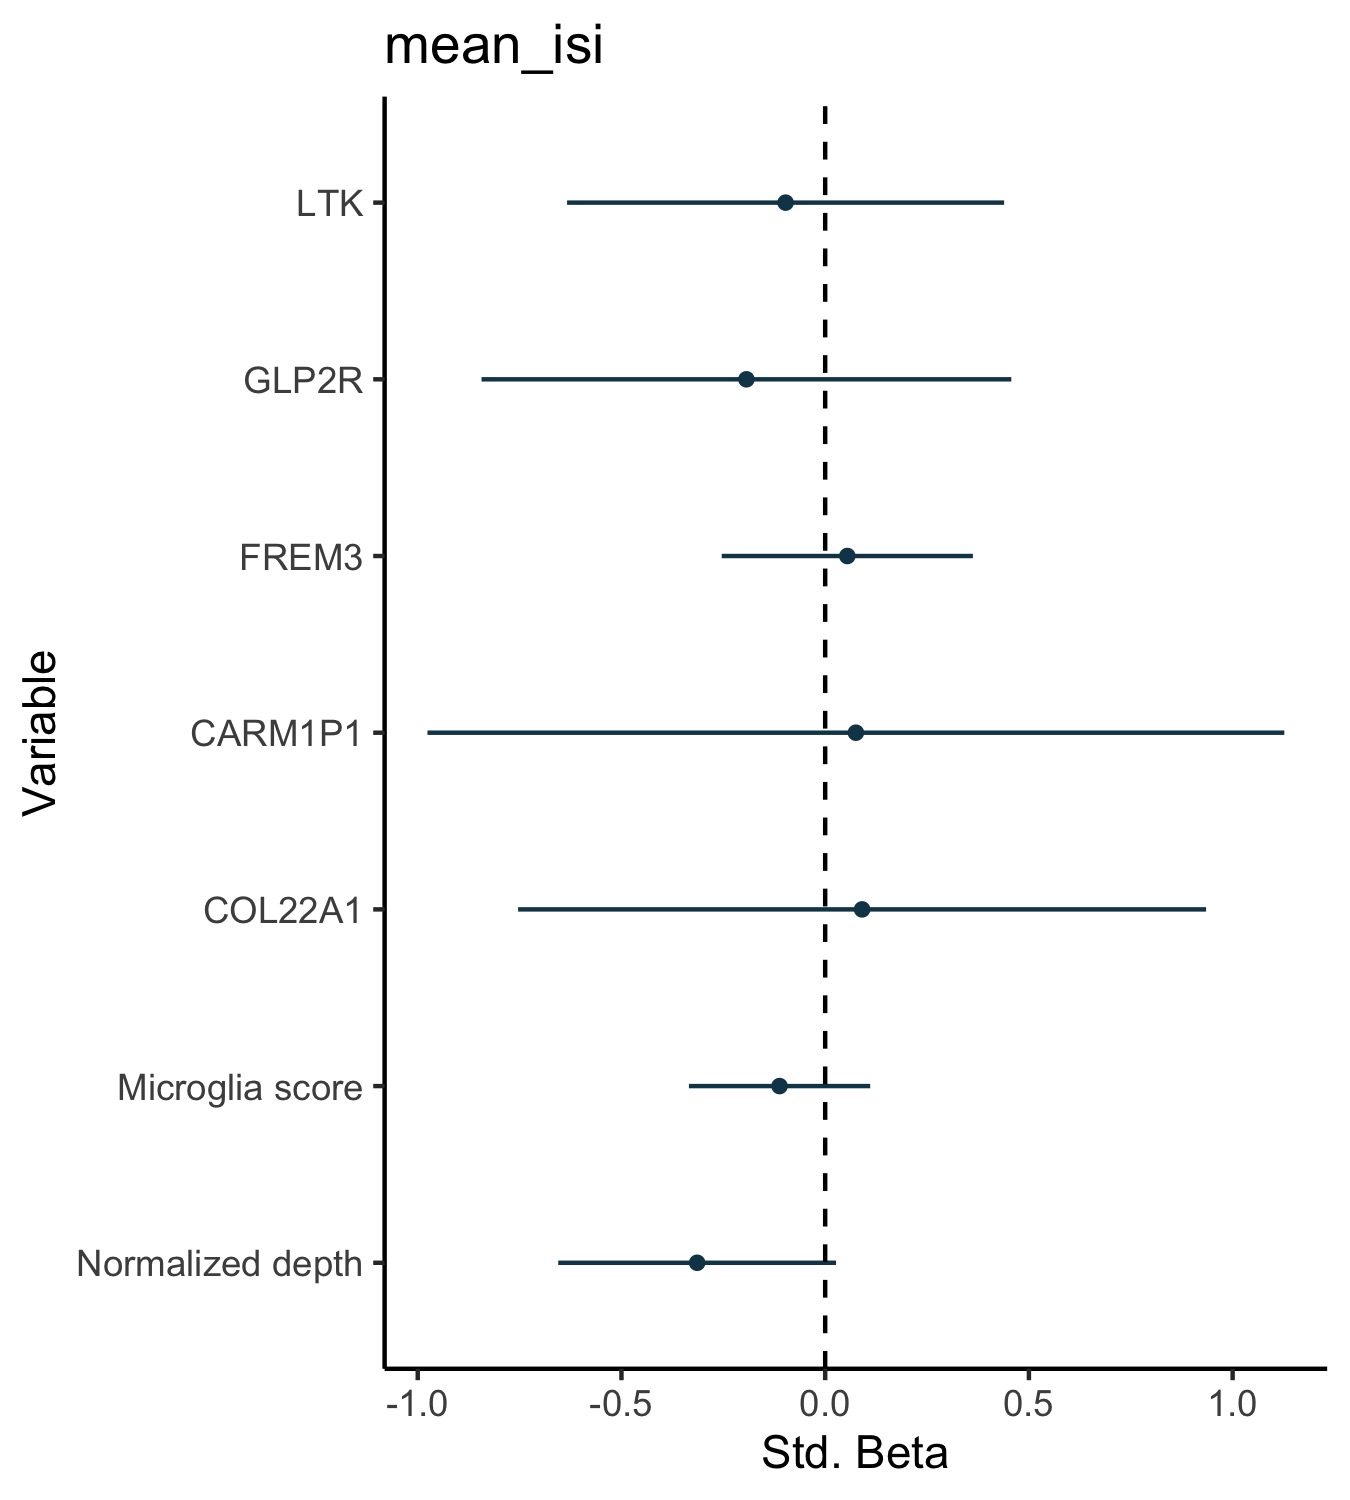 mean_isi
LTK
GLP2R
FREM3
CARM1P1
COL22A1
Microglia score
Normalized depth
Variable
-1.0 -0.5 0.0 0.5 1.0
Std. Beta